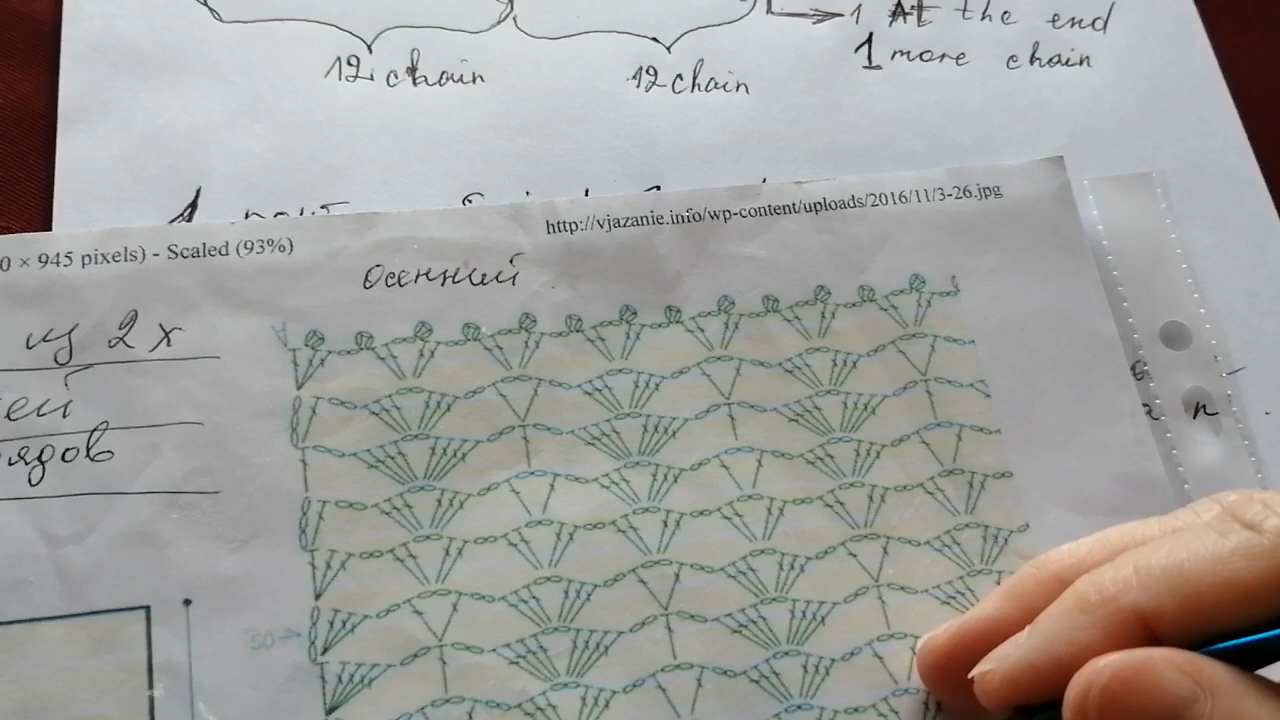 12 chain 12 chain 1 At the end
1 more chain
http://vjazanie.info/wp-content/uploads/2016/11/3-26.jpg
0 × 945 pixels) - Scaled (93%)
Осенний
из 2х
ей
ядов
A
50